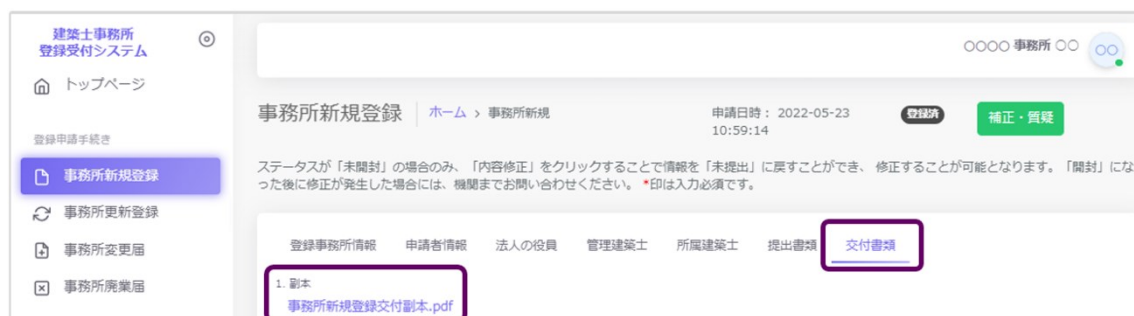 建築士事務所
登録受付システム
〇〇〇〇 事務所 〇〇
〇〇
トップページ
事務所新規登録
ホーム › 事務所新規
申請日時： 2022-05-23
10:59:14
登録済
補正・質疑
登録申請手続き
ステータスが「未開封」の場合のみ、「内容修正」をクリックすることで情報を「未提出」に戻すことができ、 修正することが可能となります。「開封」にな
った後に修正が発生した場合には、機関までお問い合わせください。 *印は入力必須です。
事務所新規登録
事務所更新登録
事務所変更届
事務所廃業届
登録事務所情報
申請者情報
法人の役員
管理建築士
所属建築士
提出書類
交付書類
1. 副本
事務所新規登録交付副本.pdf